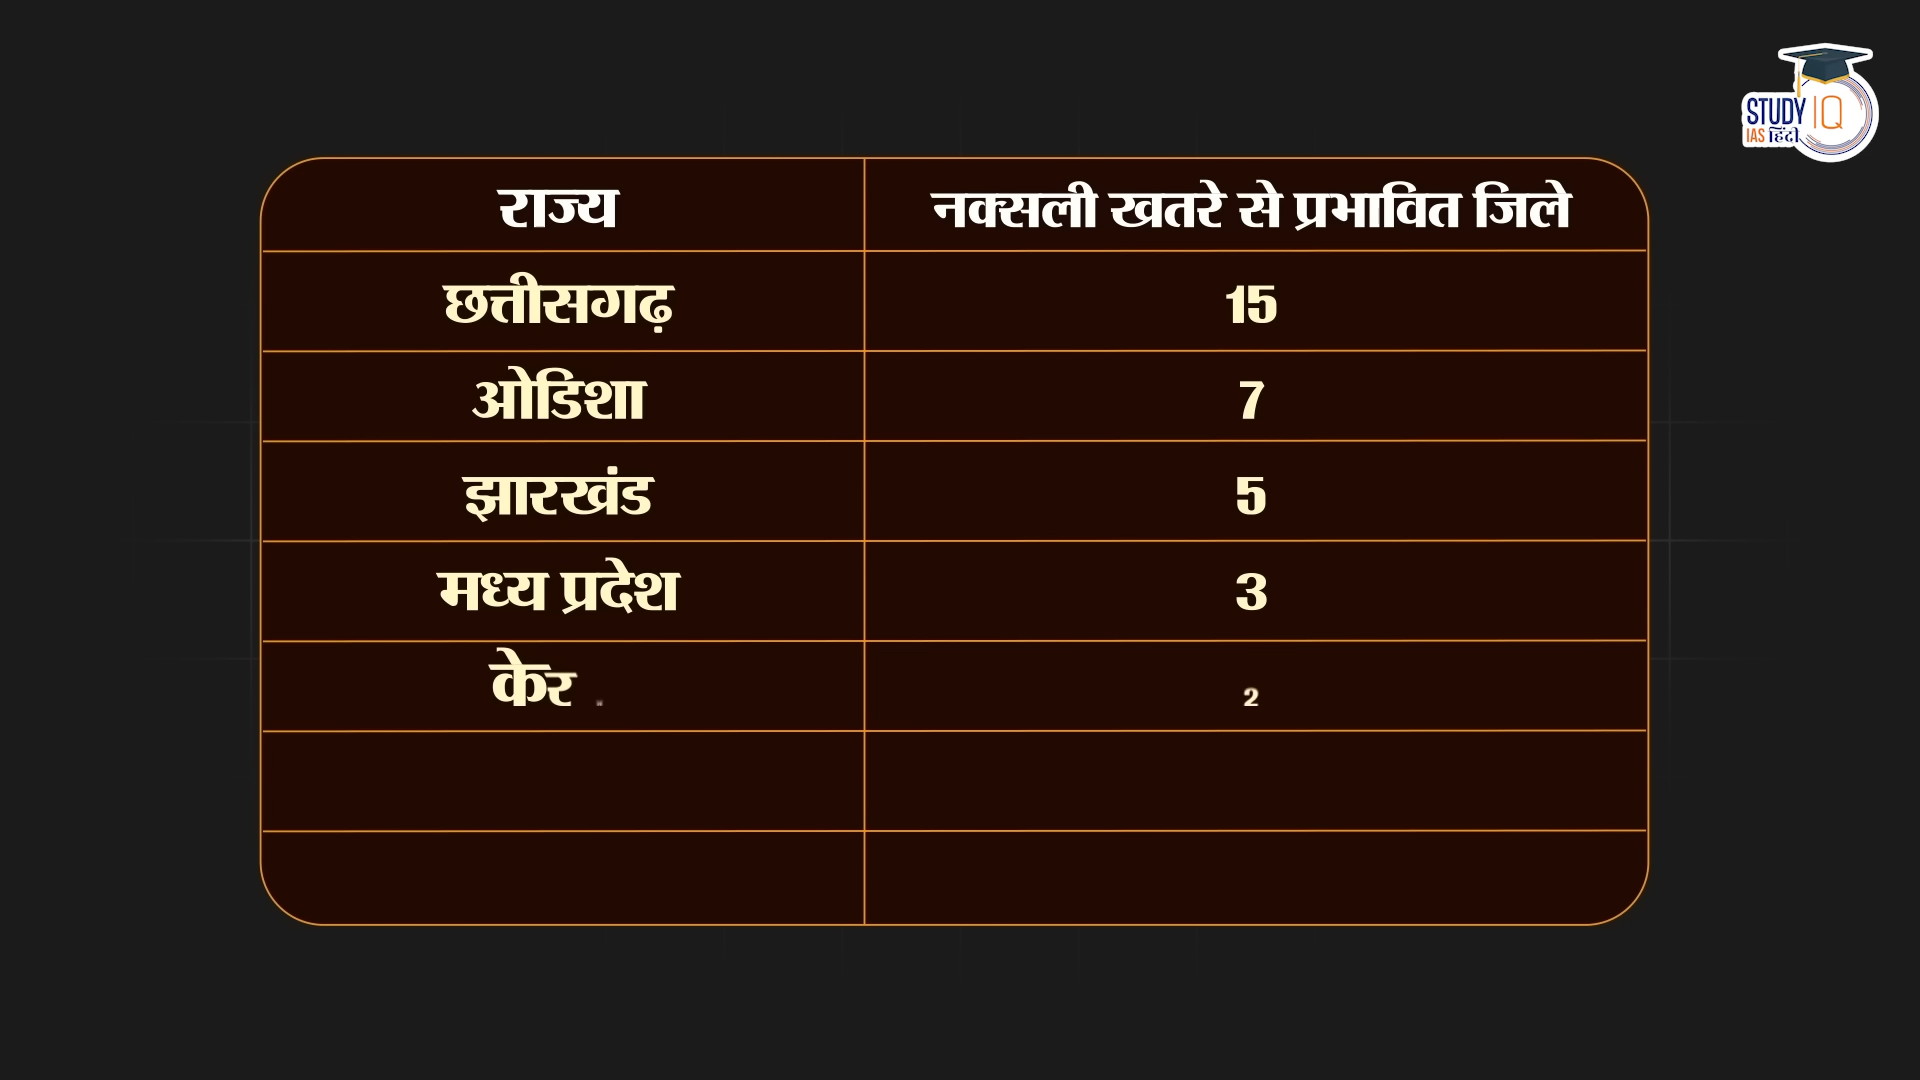 STUDY IQ
IAS हिंदी
राज्य नक्सली खतरे से प्रभावित जिले
छत्तीसगढ़ 15
ओडिशा 7
झारखंड 5
मध्य प्रदेश 3
केर 2